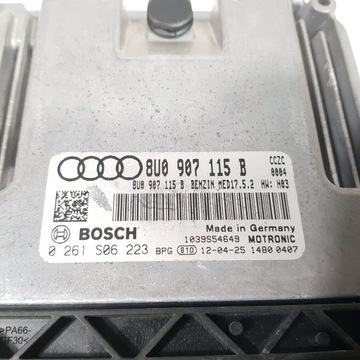 8U0 907 115 B
CCZC
0004
8U0 907 115 B BENZIN MED17.5.2 HW: H03
Made in Germany
BOSCH
1039S54649 MOTRONIC
0 261 S06 223 BPG 810 12-04-25 1480 0407
>PA66-
GF30<